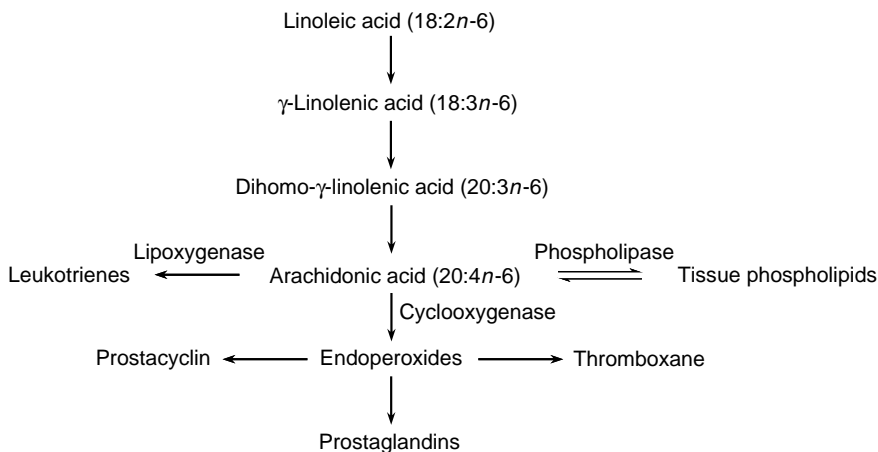 Linoleic acid (18:2n-6)
γ-Linolenic acid (18:3n-6)
Dihomo-γ-linolenic acid (20:3n-6)
Lipoxygenase
Phospholipase
Leukotrienes
Arachidonic acid (20:4n-6)
Tissue phospholipids
Cyclooxygenase
Prostacyclin
Endoperoxides
Thromboxane
Prostaglandins